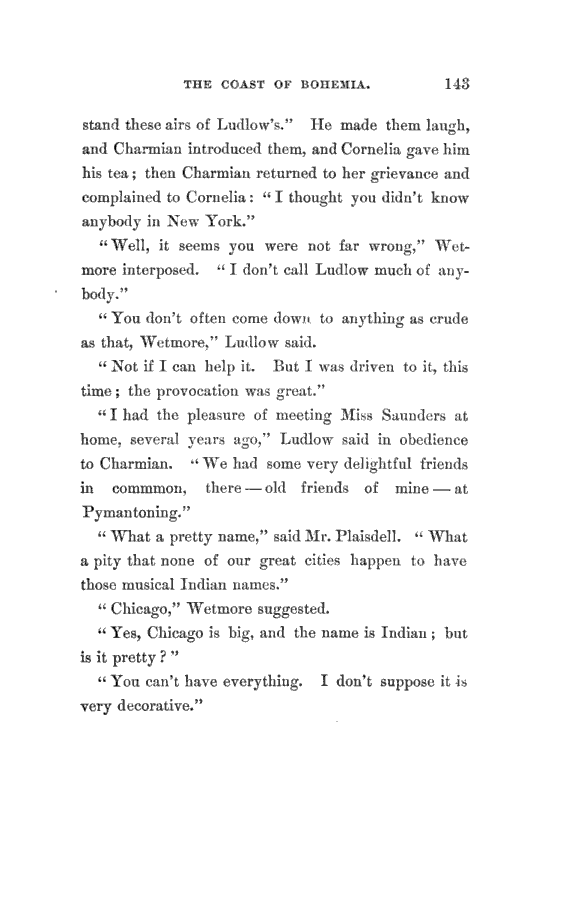 THE COAST OF BOHEMIA. 143
stand these airs of Ludlow's." He made them laugh,
and Charmian introduced them, and Cornelia gave him
his tea; then Charmian returned to her grievance and
complained to Cornelia: "I thought you didn't know
anybody in New York."
"Well, it seems you were not far wrong," Wet-
more interposed. "I don't call Ludlow much of any-
body."
"You don't often come down to anything as crude
as that, Wetmore," Ludlow said.
"Not if I can help it. But I was driven to it, this
time; the provocation was great."
"I had the pleasure of meeting Miss Saunders at
home, several years ago," Ludlow said in obedience
to Charmian. "We had some very delightful friends
in commmon, there—old friends of mine—at
Pymantoning."
"What a pretty name," said Mr. Plaisdell. "What
a pity that none of our great cities happen to have
those musical Indian names."
"Chicago," Wetmore suggested.
"Yes, Chicago is big, and the name is Indian; but
is it pretty?"
"You can't have everything. I don't suppose it is
very decorative."